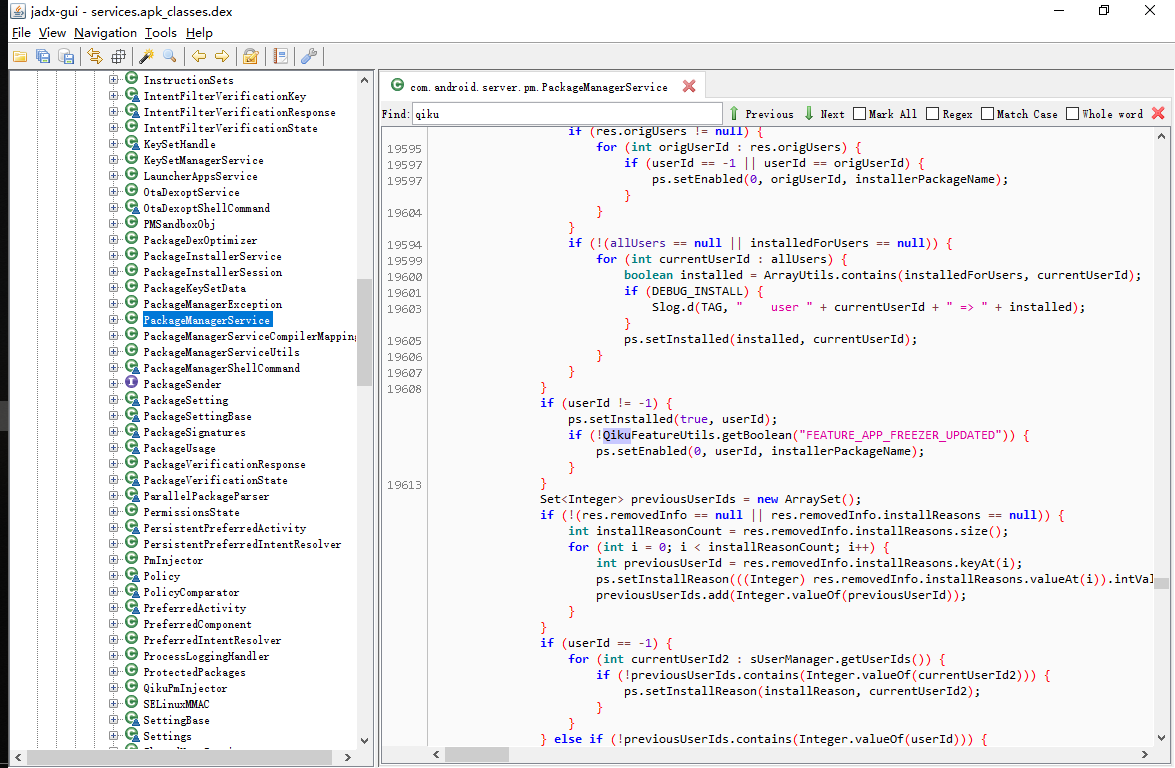 jadx-gui - services.apk_classes.dex
File View Navigation Tools Help
InstructionSets
IntentFilterVerificationKey
IntentFilterVerificationResponse
IntentFilterVerificationState
KeySetHandle
KeySetManagerService
LauncherAppsService
OtaDexoptService
OtaDexoptShellCommand
PMSandboxObj
PackageDexOptimizer
PackageInstallerService
PackageInstallerSession
PackageKeySetData
PackageManagerException
PackageManagerService
PackageManagerServiceCompilerMapping
PackageManagerServiceUtils
PackageManagerShellCommand
PackageSender
PackageSetting
PackageSettingBase
PackageSignatures
PackageUsage
PackageVerificationResponse
PackageVerificationState
ParallelPackageParser
PermissionsState
PersistentPreferredActivity
PersistentPreferredIntentResolver
PmInjector
Policy
PolicyComparator
PreferredActivity
PreferredComponent
PreferredIntentResolver
ProcessLoggingHandler
ProtectedPackages
QikuPmInjector
SELinuxMMAC
SettingBase
Settings
com.android.server.pm.PackageManagerService
Find: qiku Previous Next Mark All Regex Match Case Whole word
if (res.origUsers != null) {
19595 for (int origUserId : res.origUsers) {
19597 if (userId == -1 || userId == origUserId) {
19597 ps.setEnabled(0, origUserId, installerPackageName);
}
19604 }
}
19594 if (!(allUsers == null || installedForUsers == null)) {
19599 for (int currentUserId : allUsers) {
19600 boolean installed = ArrayUtils.contains(installedForUsers, currentUserId);
19601 if (DEBUG_INSTALL) {
19603 Slog.d(TAG, "    user " + currentUserId + " => " + installed);
}
19605 ps.setInstalled(installed, currentUserId);
19606 }
19607 }
19608 }
if (userId != -1) {
ps.setInstalled(true, userId);
if (!QikuFeatureUtils.getBoolean("FEATURE_APP_FREEZER_UPDATED")) {
ps.setEnabled(0, userId, installerPackageName);
}
19613 }
Set<Integer> previousUserIds = new ArraySet();
if (!(res.removedInfo == null || res.removedInfo.installReasons == null)) {
int installReasonCount = res.removedInfo.installReasons.size();
for (int i = 0; i < installReasonCount; i++) {
int previousUserId = res.removedInfo.installReasons.keyAt(i);
ps.setInstallReason(((Integer) res.removedInfo.installReasons.valueAt(i)).intVal
previousUserIds.add(Integer.valueOf(previousUserId));
}
}
if (userId == -1) {
for (int currentUserId2 : sUserManager.getUserIds()) {
if (!previousUserIds.contains(Integer.valueOf(currentUserId2))) {
ps.setInstallReason(installReason, currentUserId2);
}
}
} else if (!previousUserIds.contains(Integer.valueOf(userId))) {